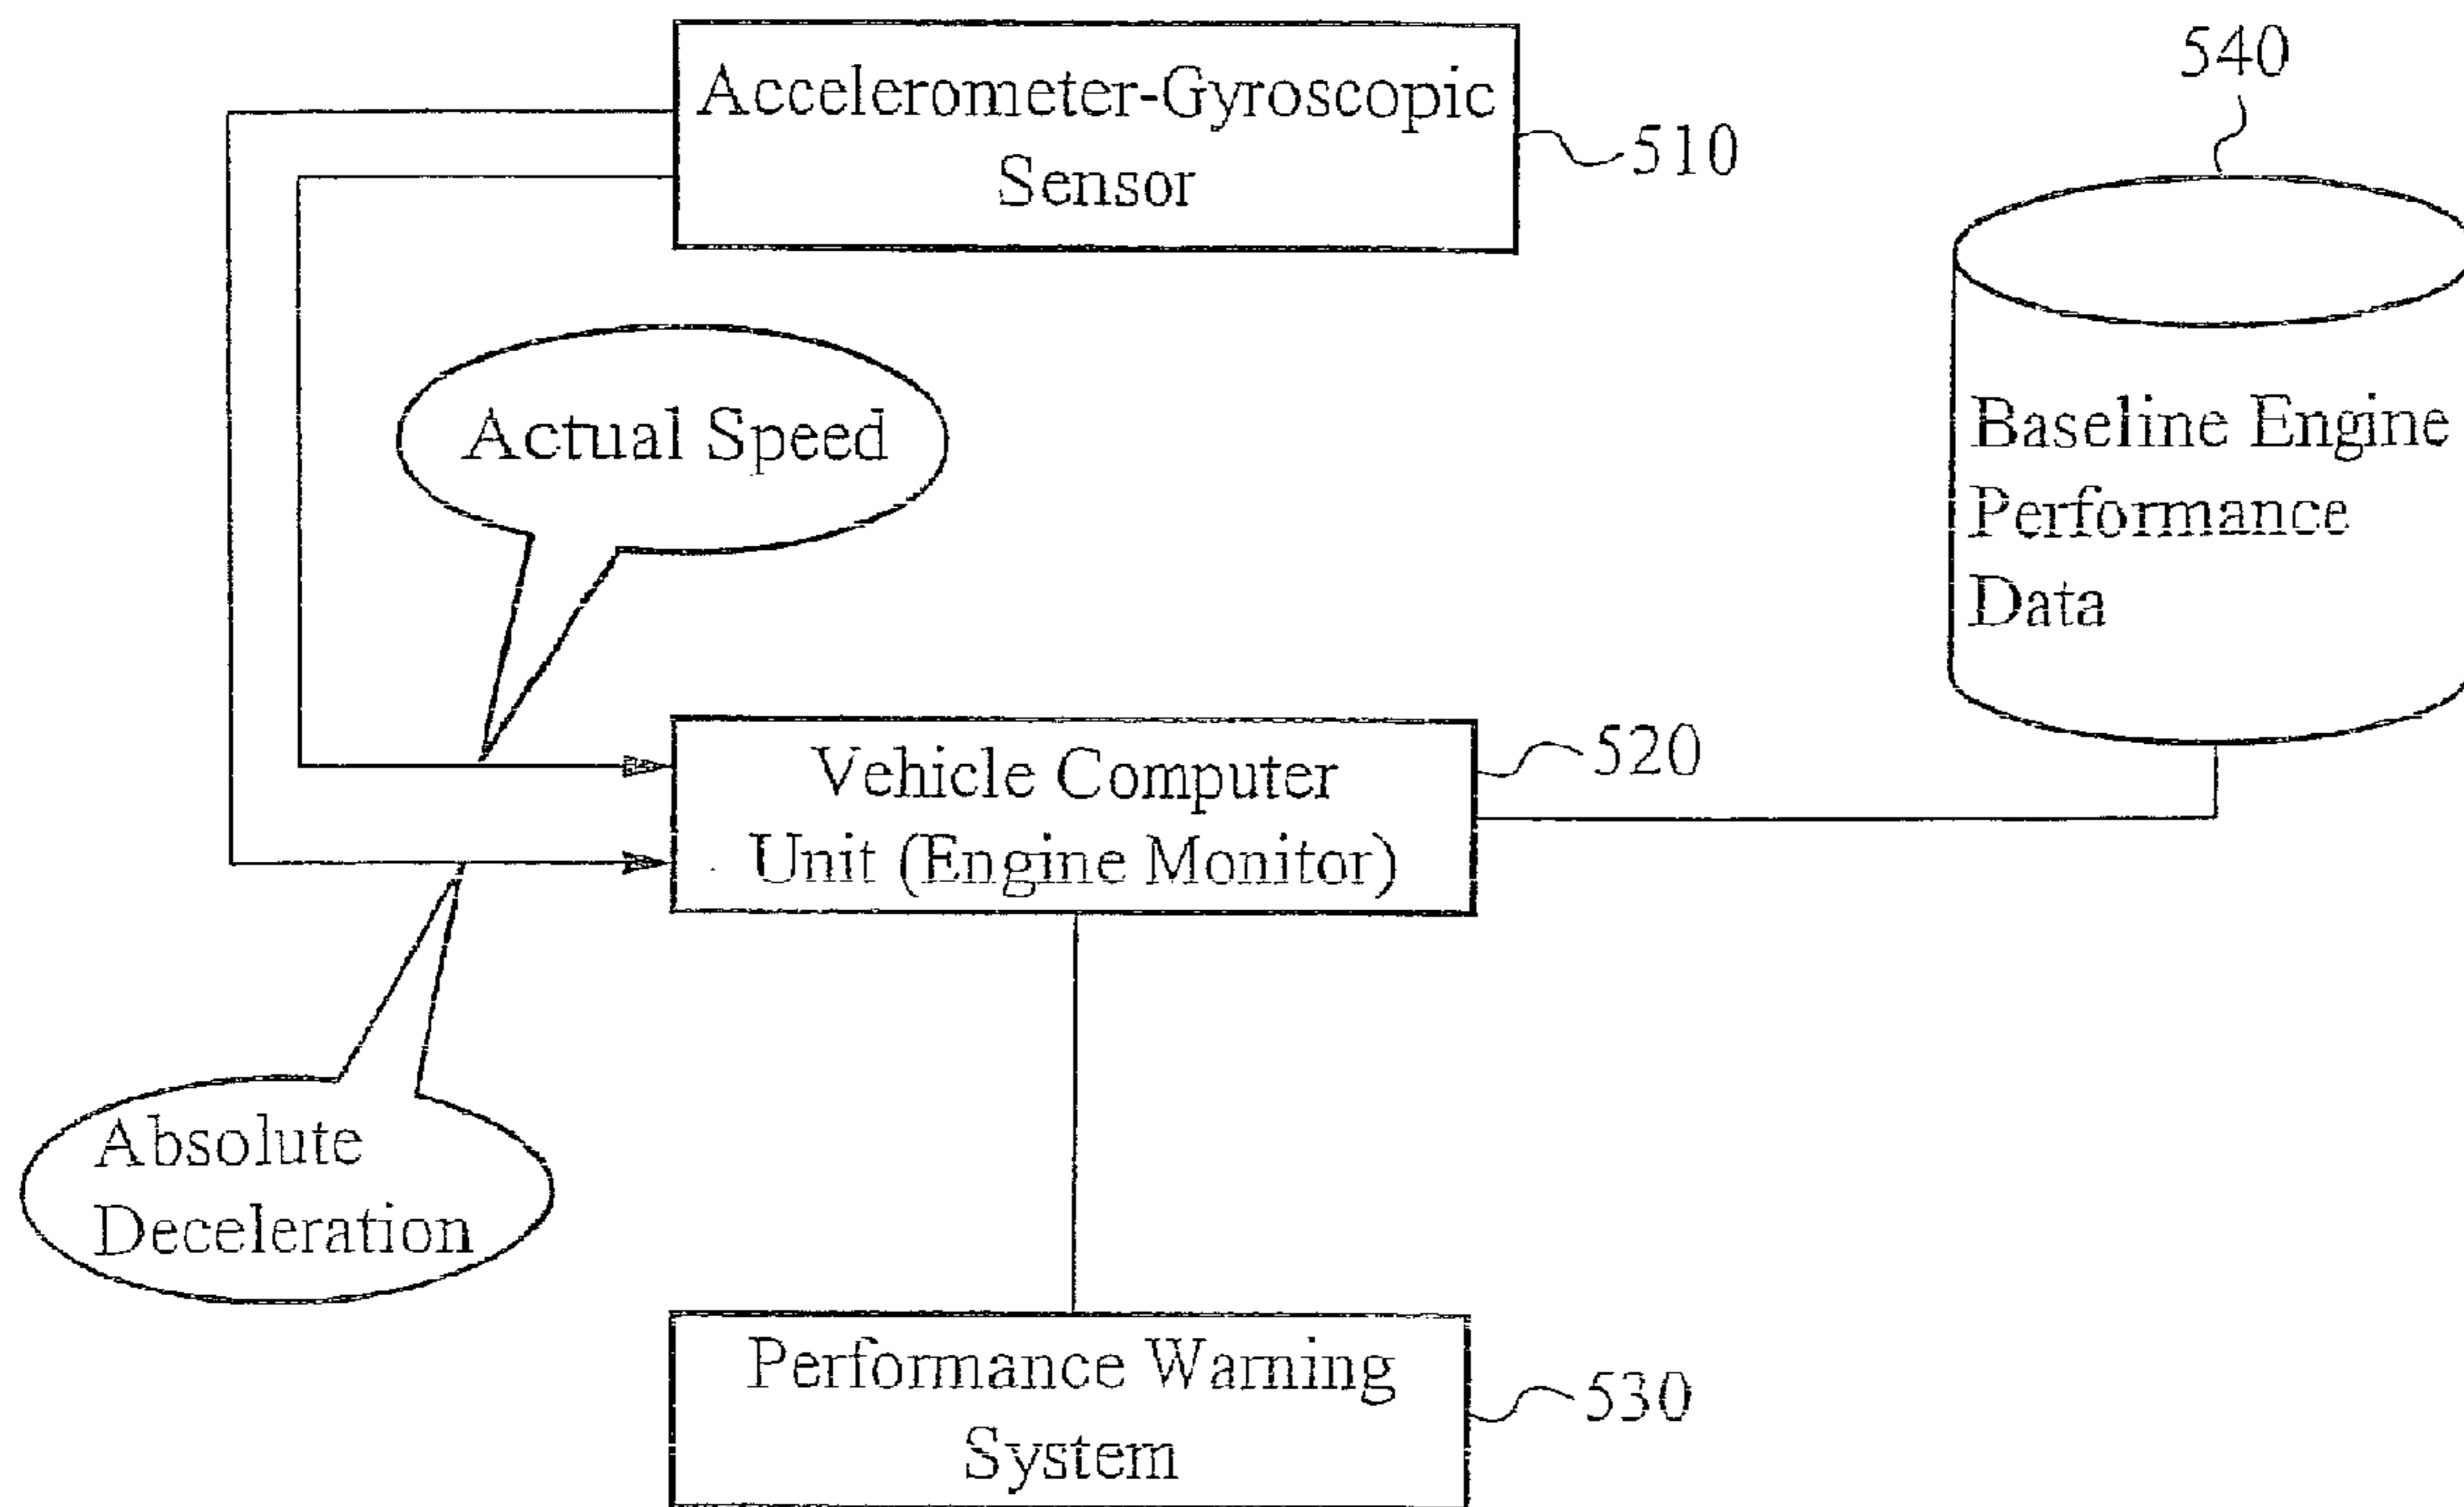 Accelerometer-Gyroscopic
Sensor
510
540
Actual Speed
Baseline Engine
Performance
Data
Vehicle Computer
Unit (Engine Monitor)
520
Absolute
Deceleration
Performance Warning
System
530